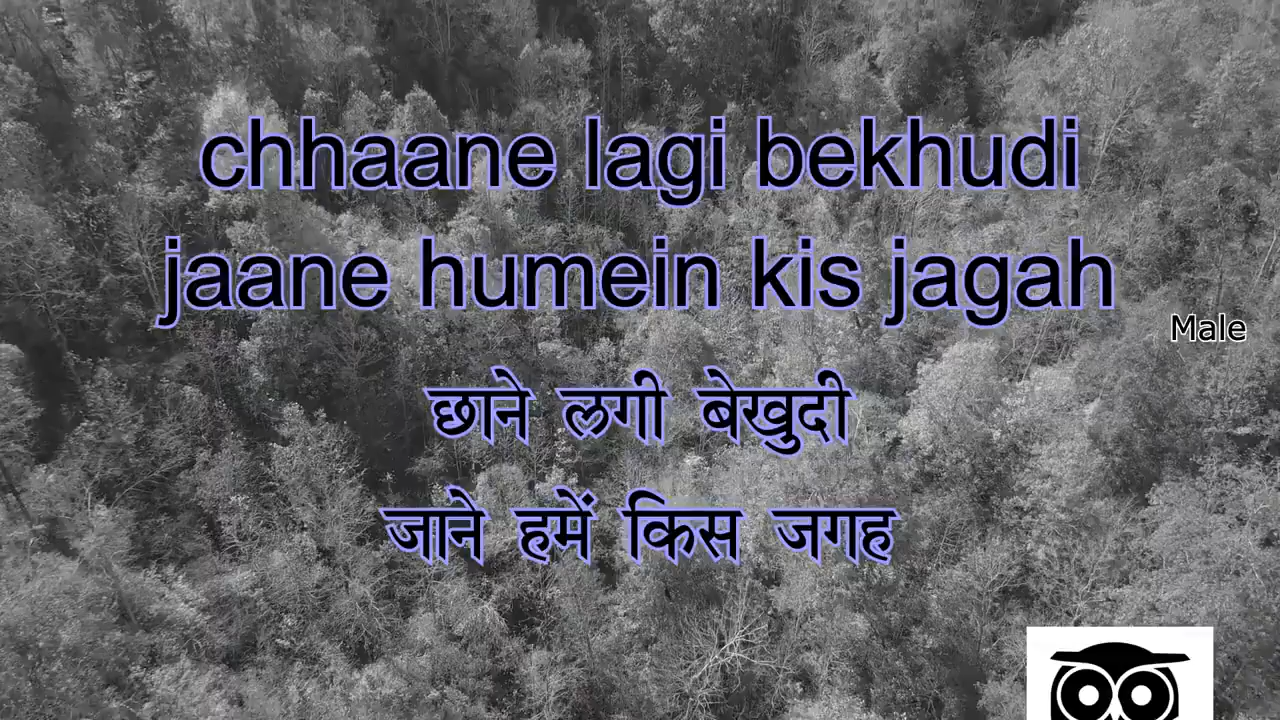 chhaane lagi bekhudi
jaane humein kis jagah
Male
छाने लगी बेखुदी
जाने हमें किस जगह